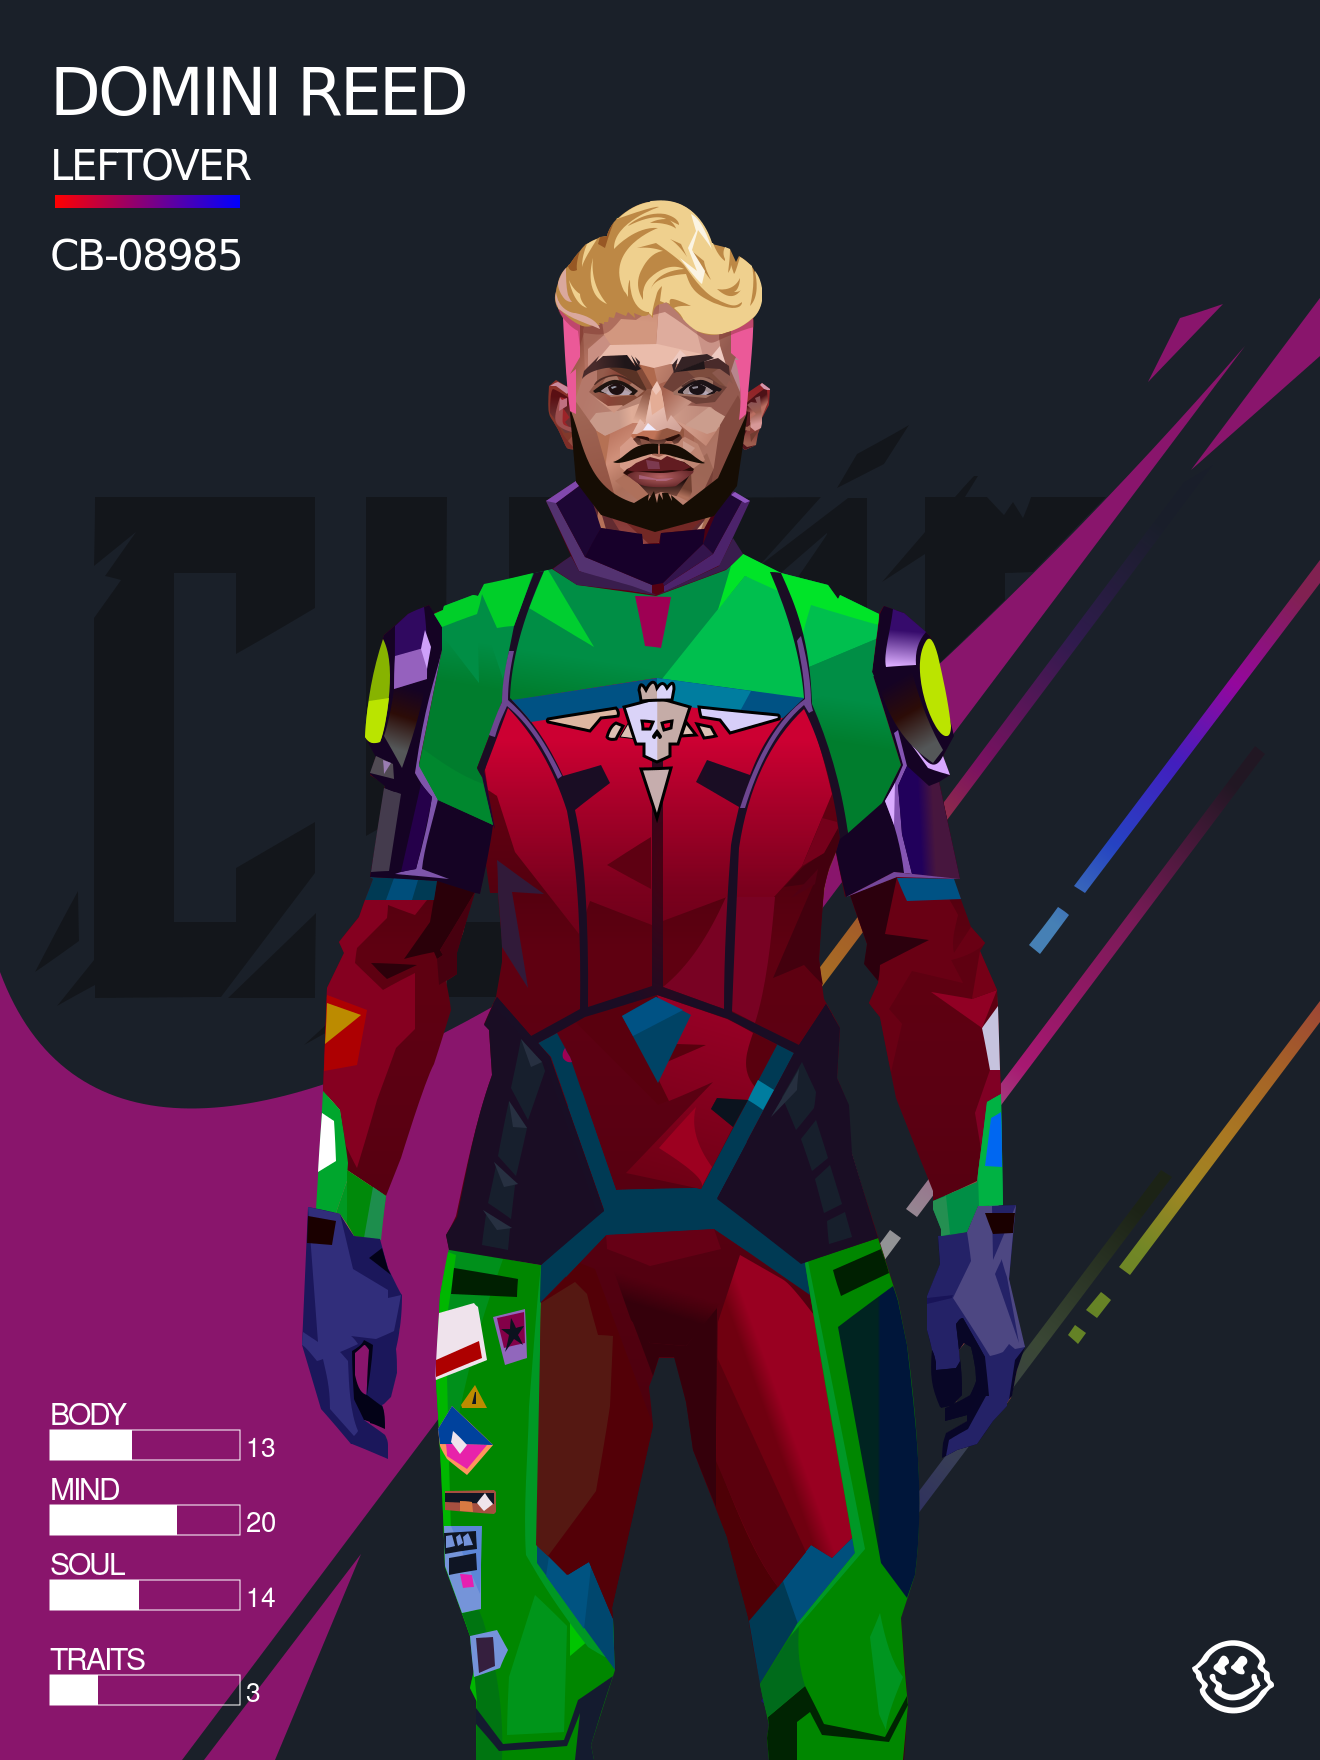 DOMINI REED
LEFTOVER
CB-08985
BODY
13
MIND
20
SOUL
14
TRAITS
3